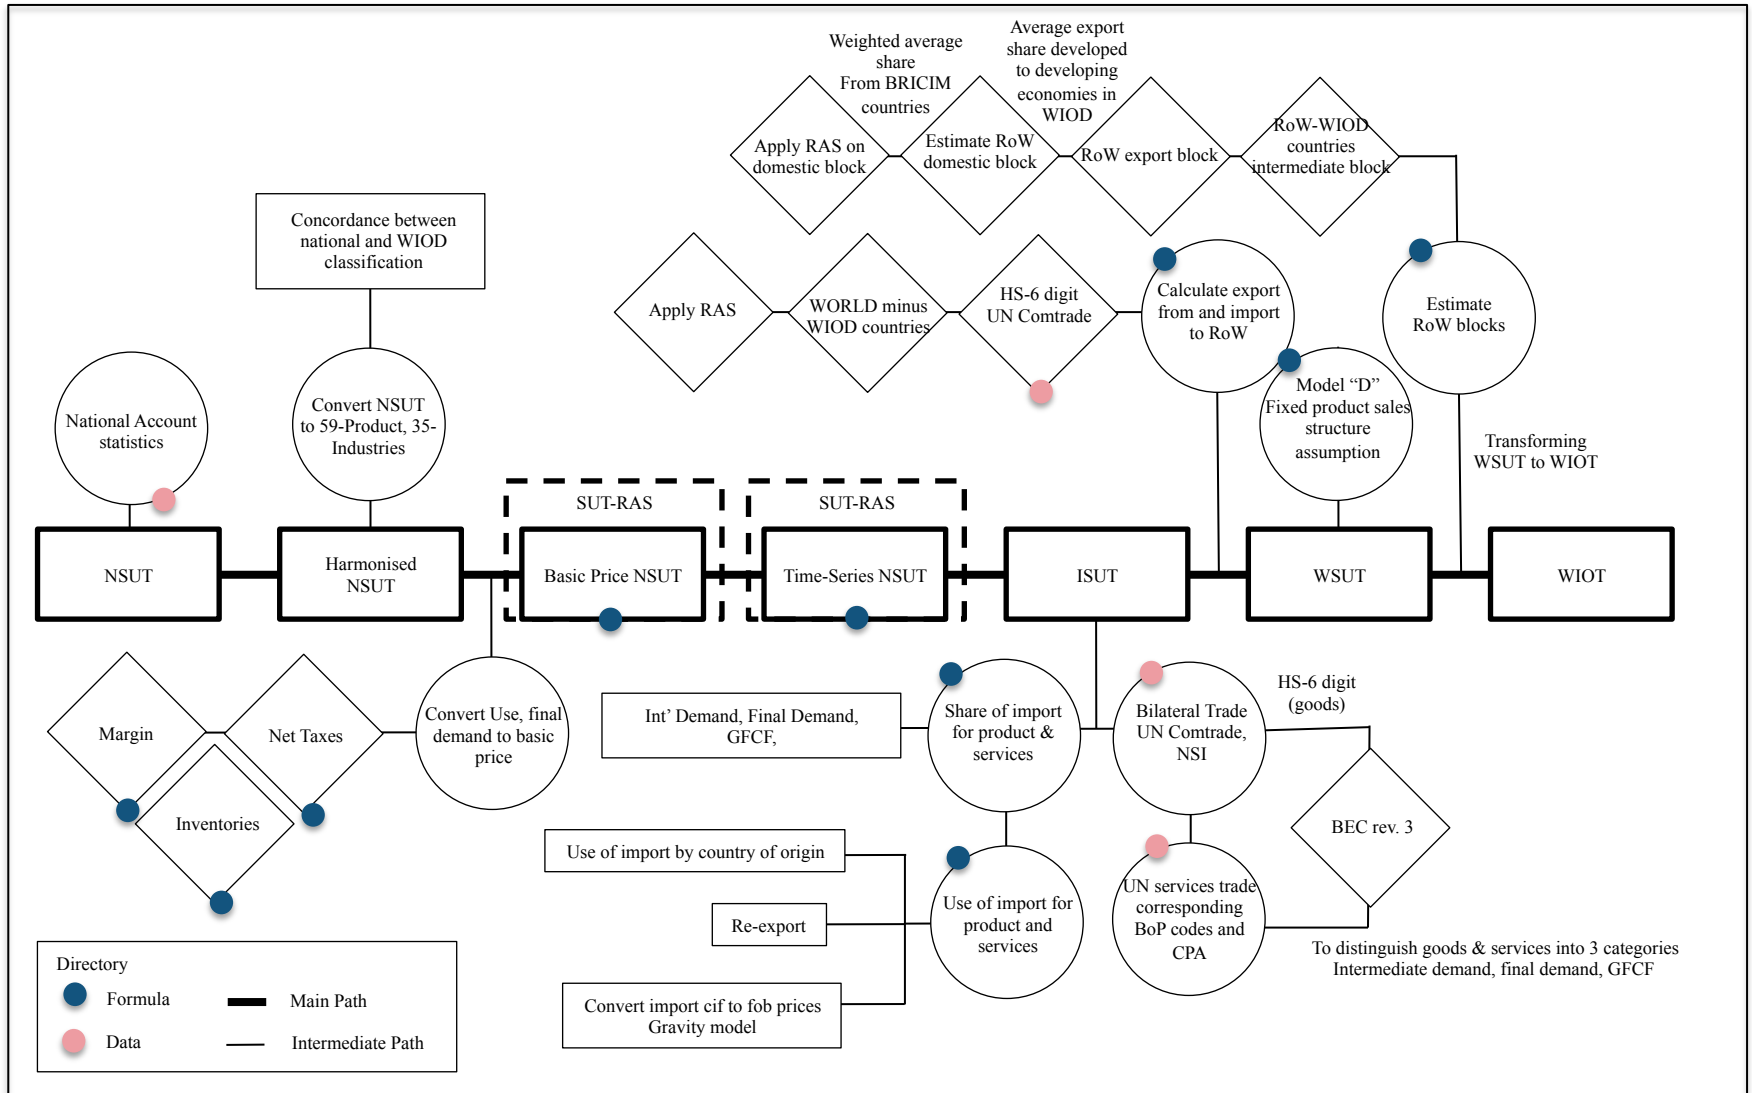 Weighted average
share
From BRICIM
countries
Average export
share developed
to developing
economies in
WIOD
Apply RAS on
domestic block
Estimate RoW
domestic block
RoW export block
RoW-WIOD
countries
intermediate block
Concordance between
national and WIOD
classification
Apply RAS
WORLD minus
WIOD countries
HS-6 digit
UN Comtrade
Calculate export
from and import
to RoW
Estimate
RoW blocks
National Account
statistics
Convert NSUT
to 59-Product, 35-
Industries
Model “D”
Fixed product sales
structure
assumption
Transforming
WSUT to WIOT
SUT-RAS
SUT-RAS
NSUT
Harmonised
NSUT
Basic Price NSUT
Time-Series NSUT
ISUT
WSUT
WIOT
Margin
Net Taxes
Inventories
Convert Use, final
demand to basic
price
Int’ Demand, Final Demand,
GFCF,
Share of import
for product &
services
Bilateral Trade
UN Comtrade,
NSI
HS-6 digit
(goods)
BEC rev. 3
Use of import by country of origin
Re-export
Convert import cif to fob prices
Gravity model
Use of import for
product and
services
UN services trade
corresponding
BoP codes and
CPA
To distinguish goods & services into 3 categories
Intermediate demand, final demand, GFCF
Directory
Formula
Main Path
Data
Intermediate Path